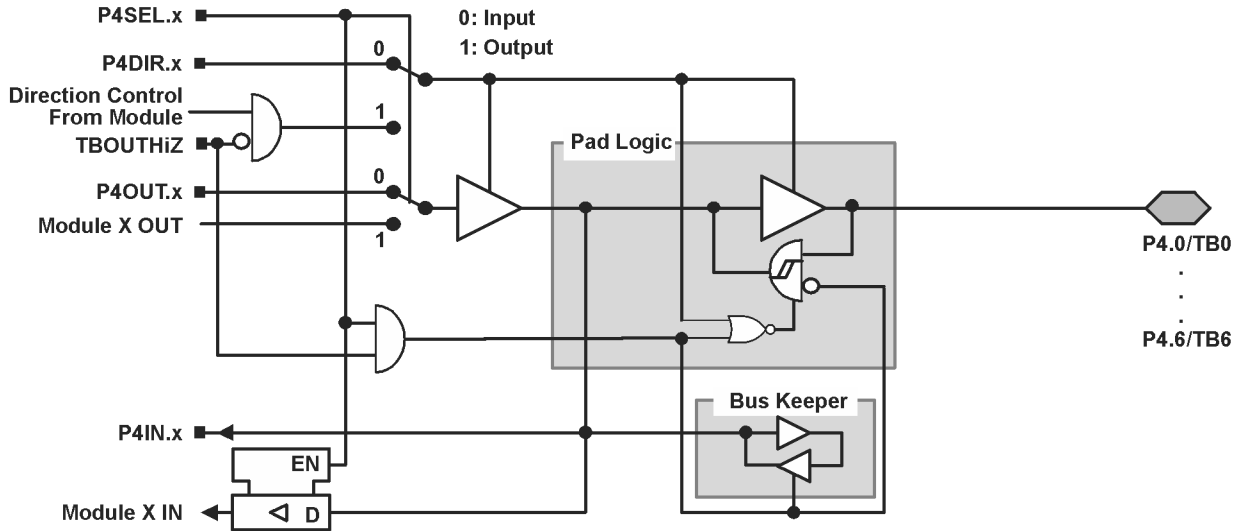 P4SEL.x
0: Input
1: Output
0
P4DIR.x
Direction Control
From Module
1
TBOUTHiZ
Pad Logic
0
P4OUT.x
Module X OUT
1
P4.0/TB0
.
.
.
P4.6/TB6
Bus Keeper
P4IN.x
EN
Module X IN
D